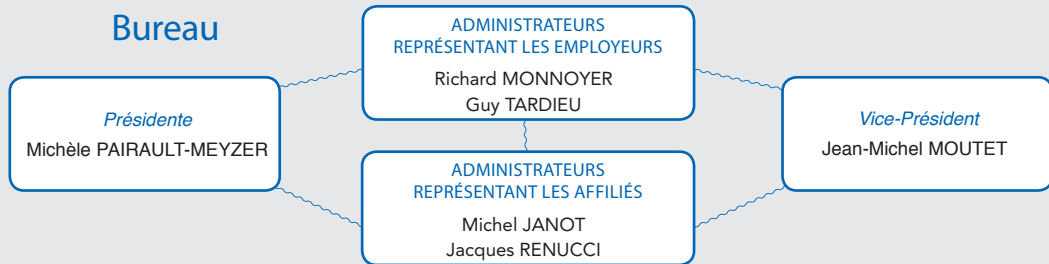 Bureau
Présidente
Michèle PAIRAULT-MEYZER
ADMINISTRATEURS
REPRÉSENTANT LES EMPLOYEURS
Richard MONNOYER
Guy TARDIEU
ADMINISTRATEURS
REPRÉSENTANT LES AFFILIÉS
Michel JANOT
Jacques RENUCCI
Vice-Président
Jean-Michel MOUTET